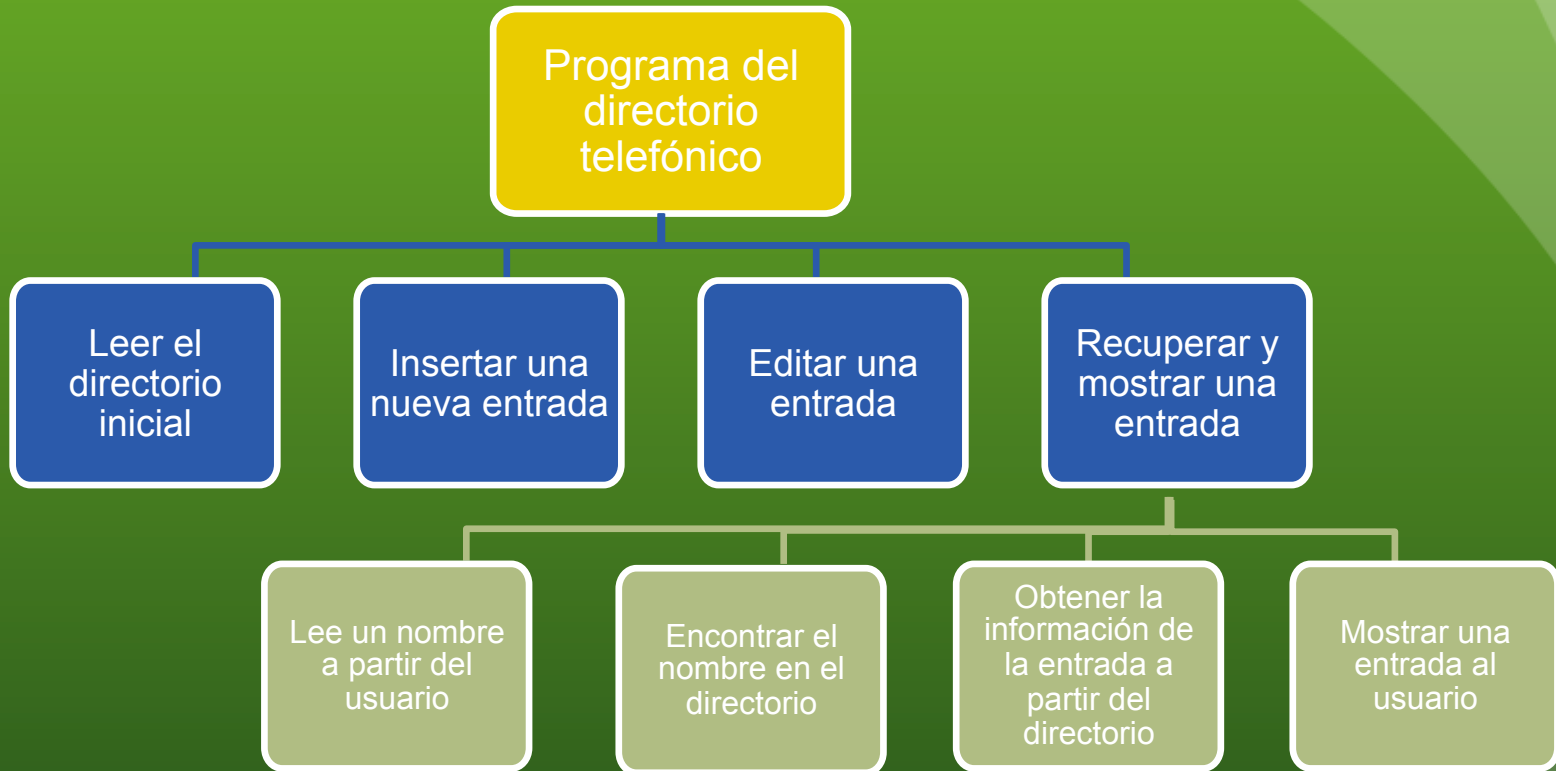 Programa del
directorio
telefónico
Leer el
directorio
inicial
Insertar una
nueva entrada
Editar una
entrada
Recuperar y
mostrar una
entrada
Lee un nombre
a partir del
usuario
Encontrar el
nombre en el
directorio
Obtener la
información de
la entrada a
partir del
directorio
Mostrar una
entrada al
usuario